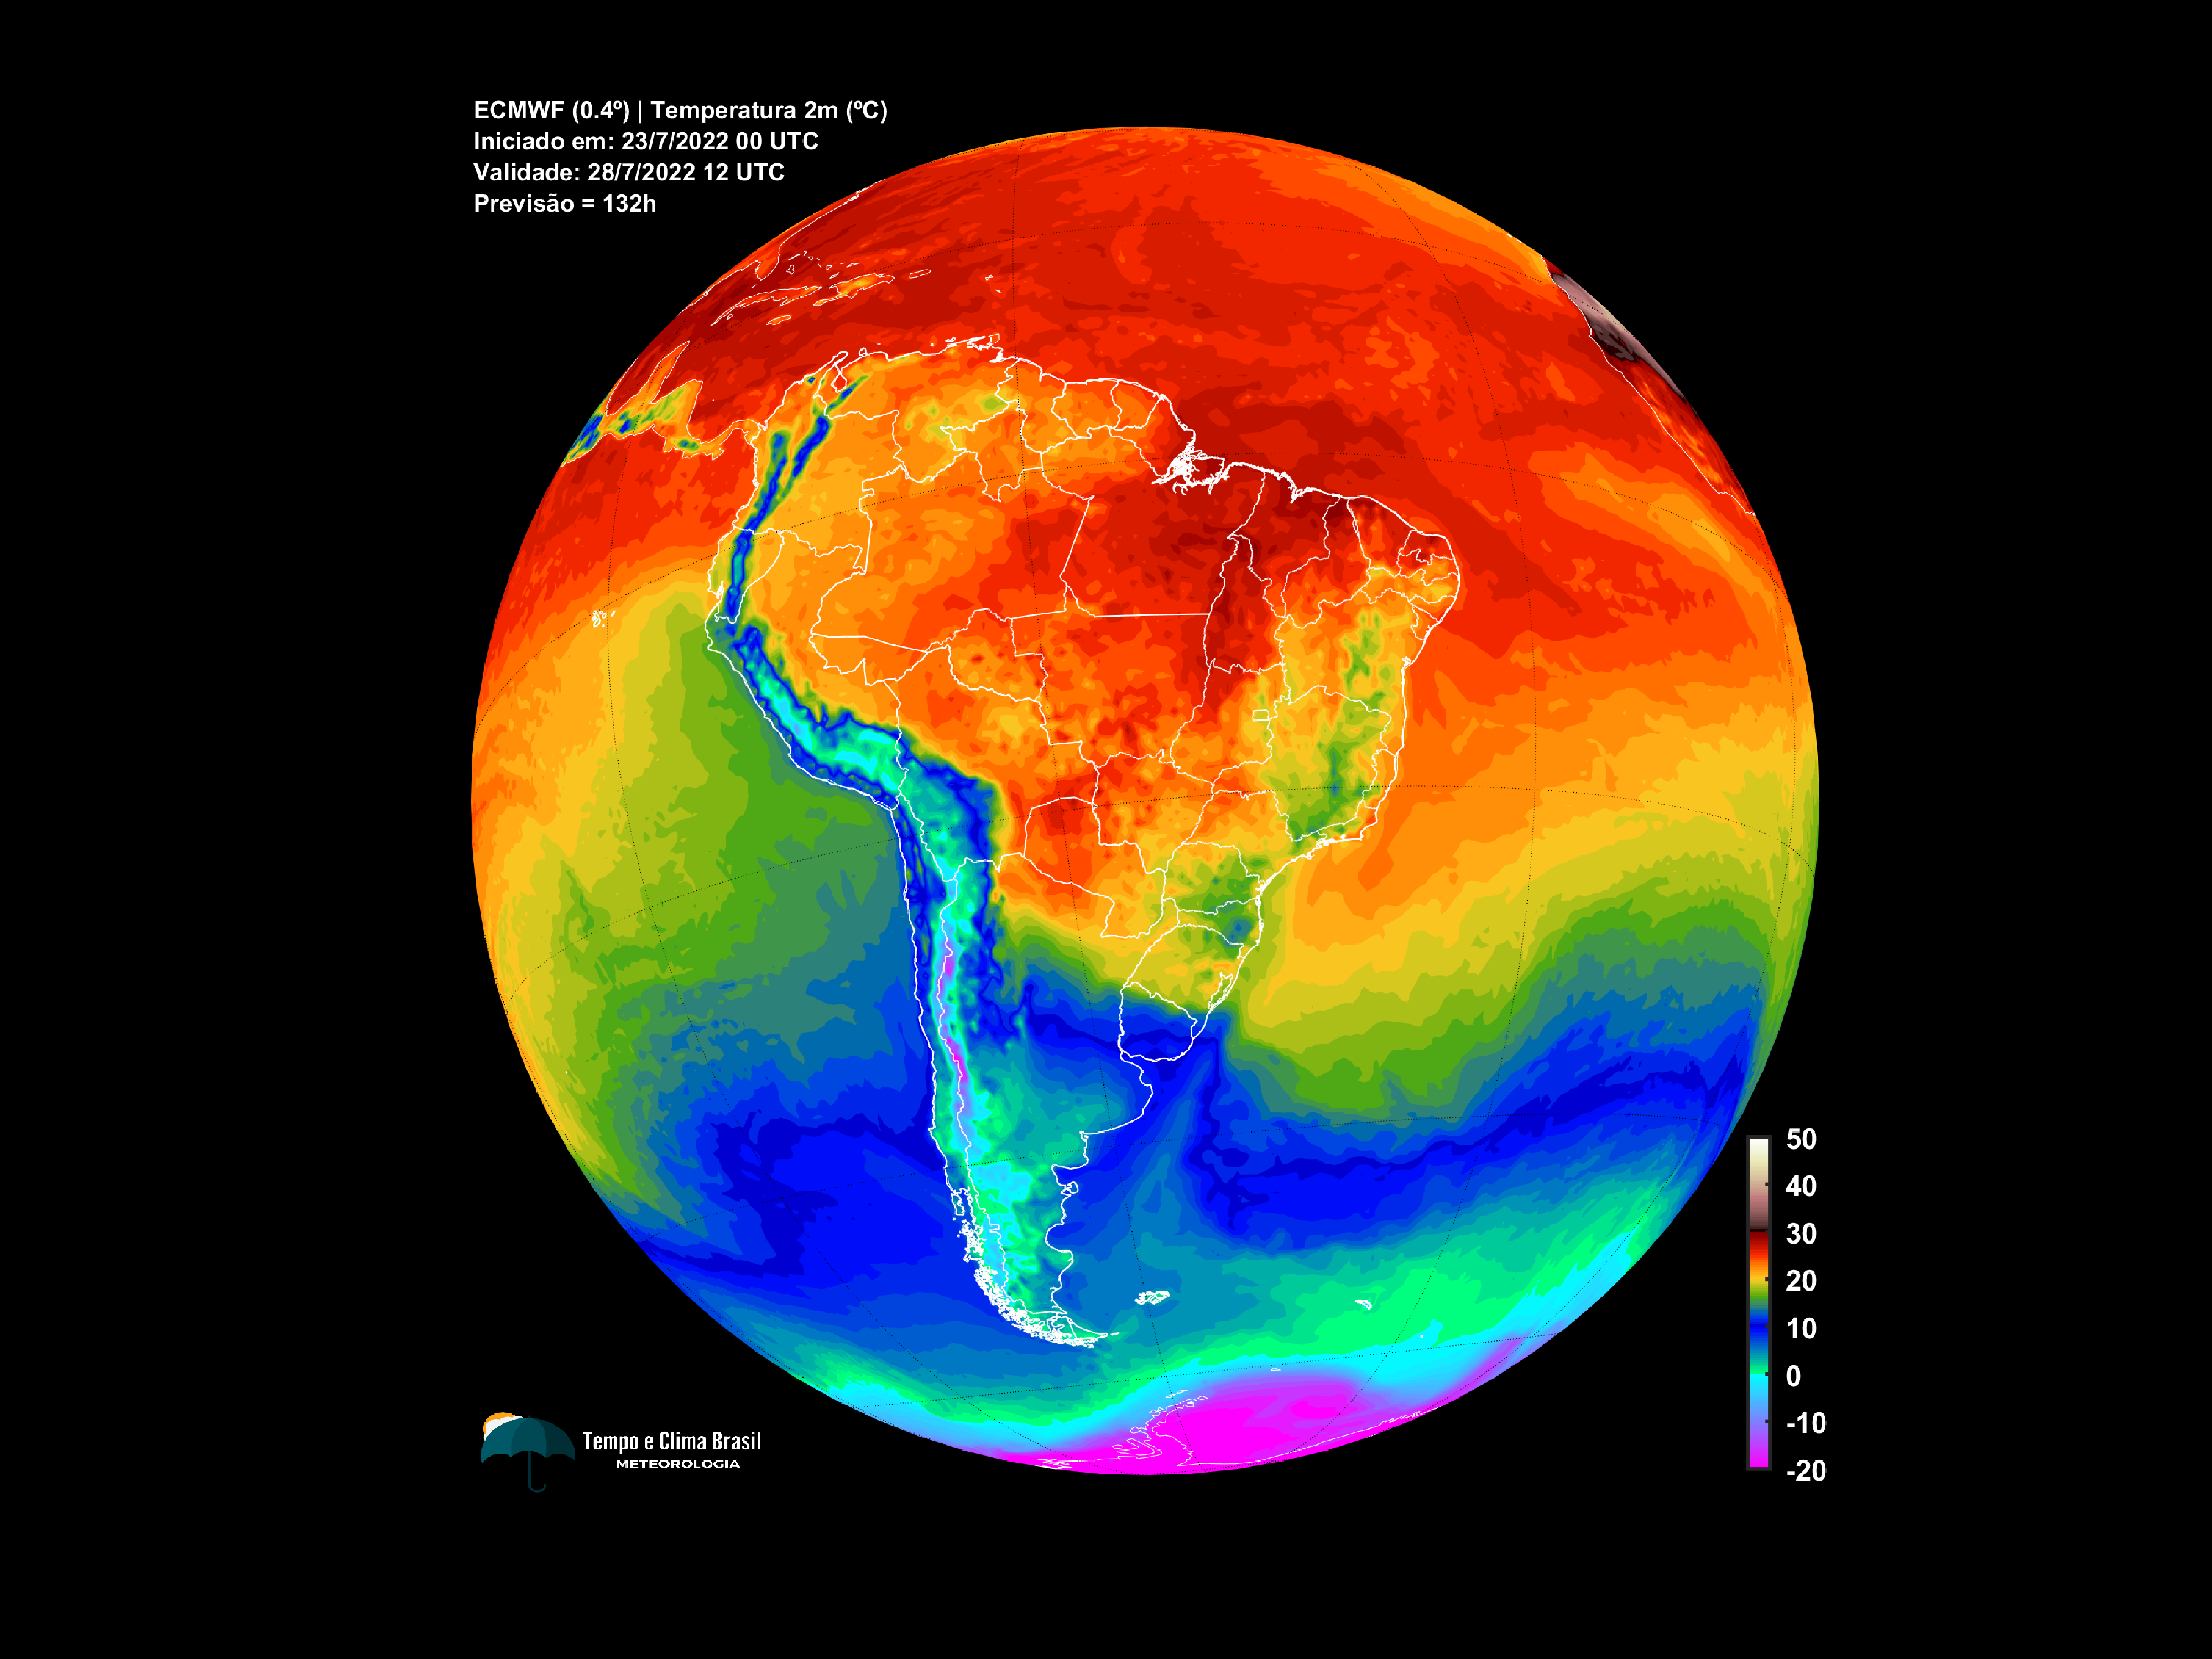 ECMWF (0.4º) | Temperatura 2m (ºC)
Iniciado em: 23/7/2022 00 UTC
Validade: 28/7/2022 12 UTC
Previsão = 132h
50
40
30
20
10
0
-10
-20
Tempo e Clima Brasil
METEOROLOGIA